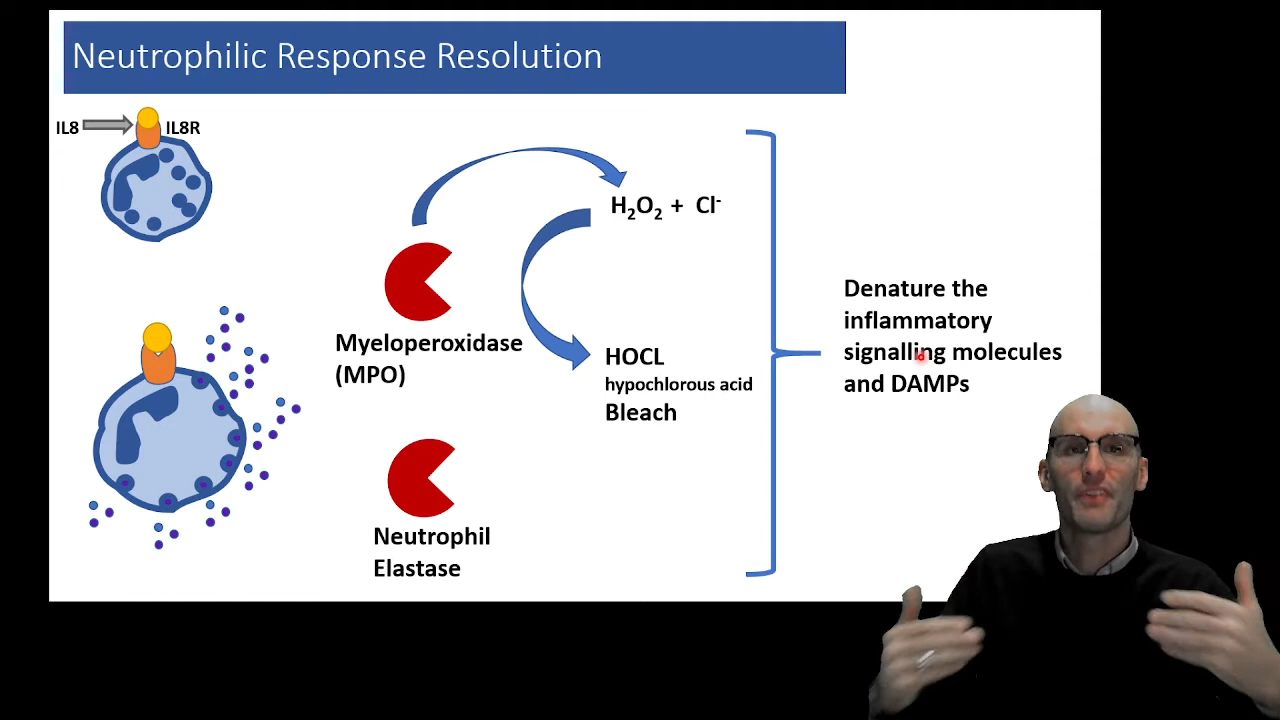 Neutrophilic Response Resolution
IL8
IL8R
H₂O₂ + Cl⁻
Myeloperoxidase
(MPO)
HOCL
hypochlorous acid
Bleach
Neutrophil
Elastase
Denature the
inflammatory
signalling molecules
and DAMPs